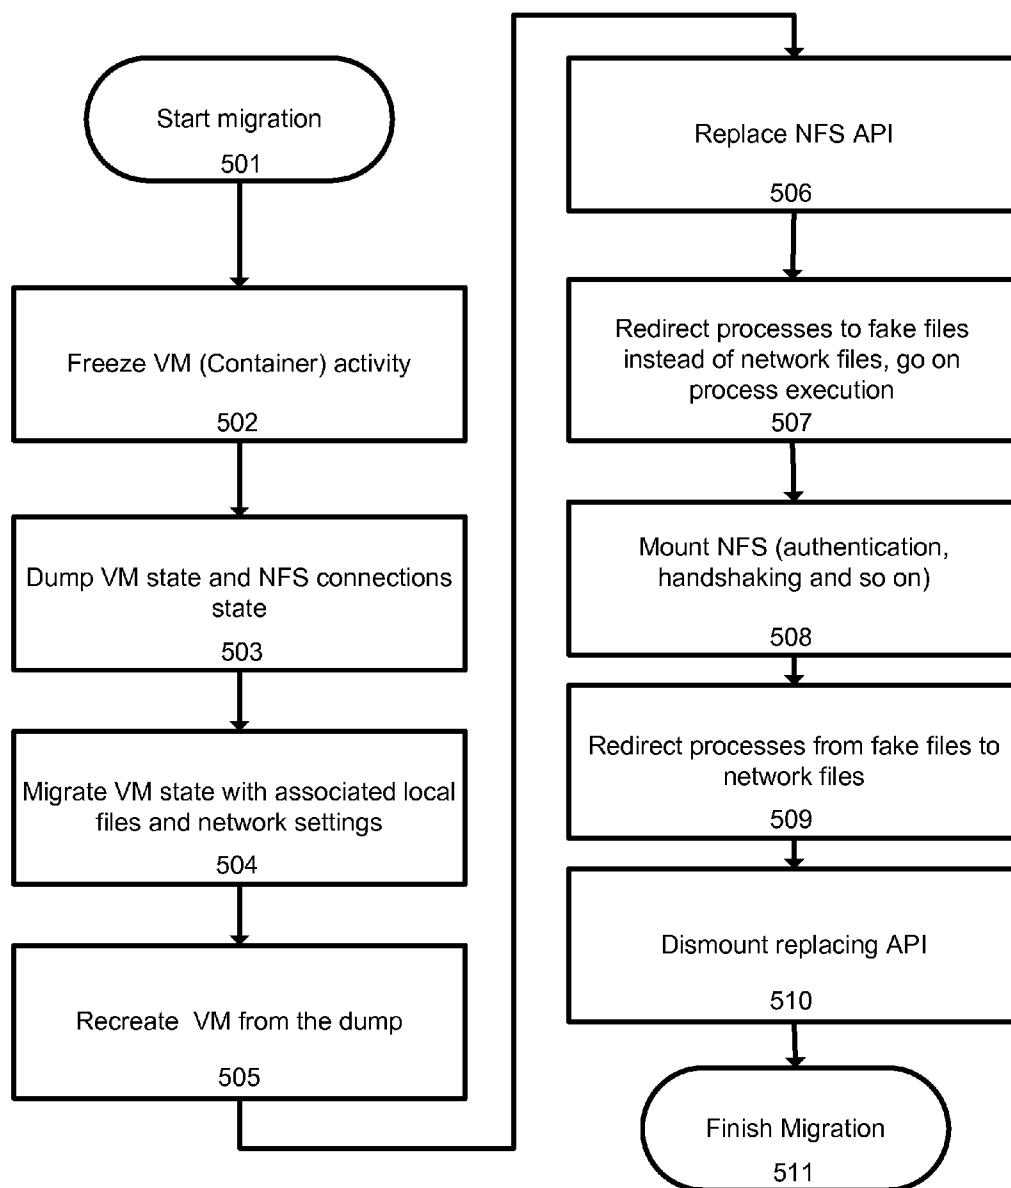 Start migration
501
Freeze VM (Container) activity
502
Dump VM state and NFS connections
state
503
Migrate VM state with associated local
files and network settings
504
Recreate VM from the dump
505
Replace NFS API
506
Redirect processes to fake files
instead of network files, go on
process execution
507
Mount NFS (authentication,
handshaking and so on)
508
Redirect processes from fake files to
network files
509
Dismount replacing API
510
Finish Migration
511